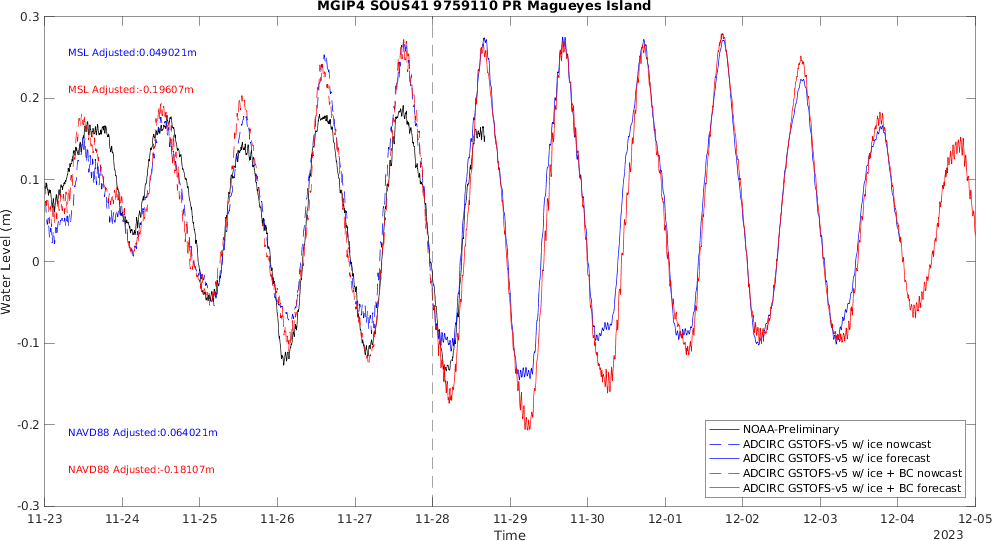 MGIP4 SOUS41 9759110 PR Magueyes Island
0.3
MSL Adjusted:0.049021m
MSL Adjusted:-0.19607m
0.2
0.1
0
-0.1
-0.2
-0.3
Water Level (m)
NAVD88 Adjusted:0.064021m
NAVD88 Adjusted:-0.18107m
NOAA-Preliminary
ADCIRC GSTOFS-v5 w/ ice nowcast
ADCIRC GSTOFS-v5 w/ ice forecast
ADCIRC GSTOFS-v5 w/ ice + BC nowcast
ADCIRC GSTOFS-v5 w/ ice + BC forecast
11-23 11-24 11-25 11-26 11-27 11-28 11-29 11-30 12-01 12-02 12-03 12-04 12-05
Time
2023